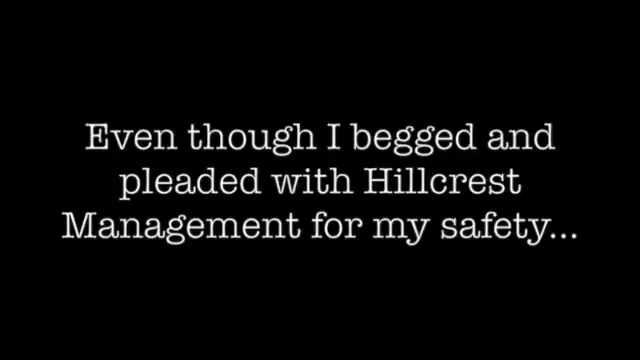 Even though I begged and
pleaded with Hillcrest
Management for my safety...